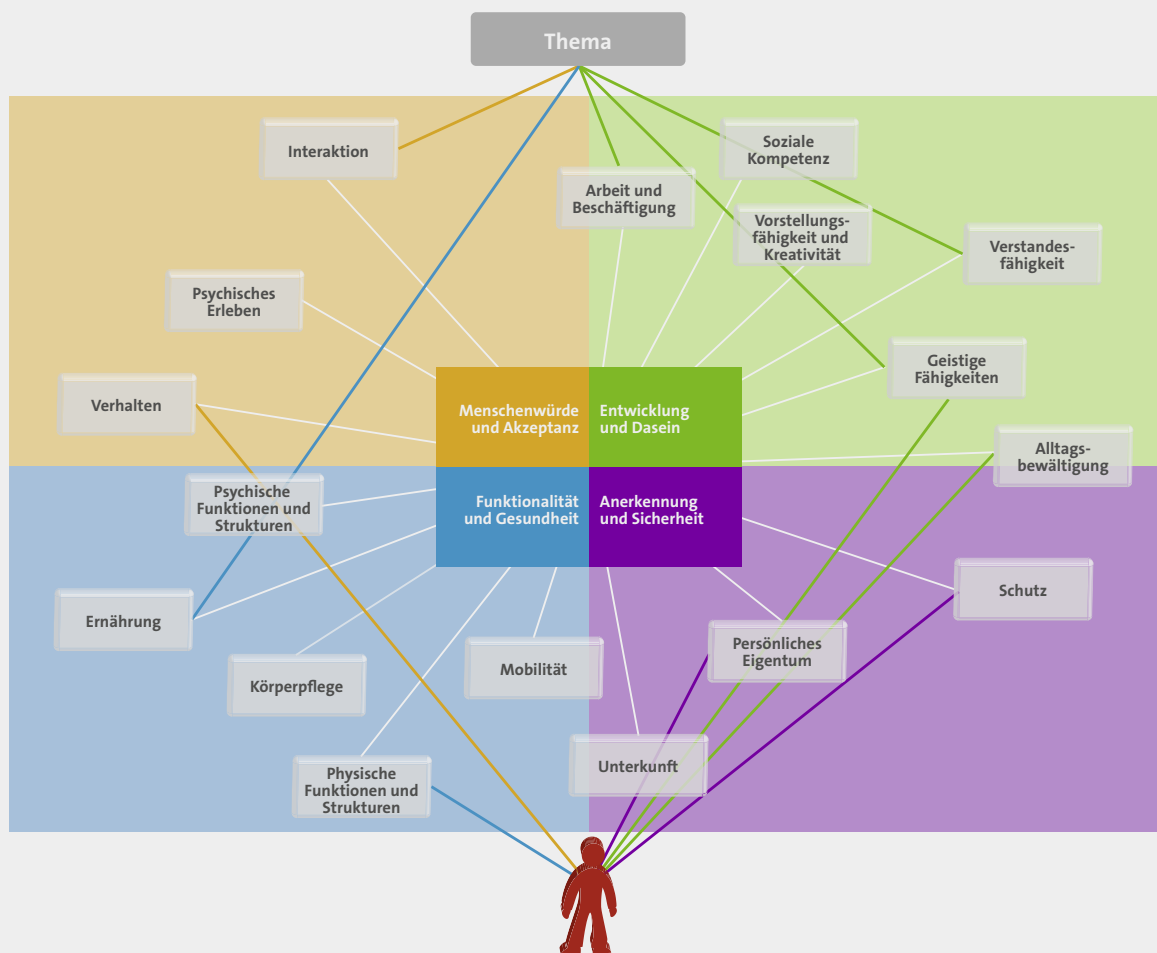 Thema
Interaktion
Soziale
Kompetenz
Arbeit und
Beschäftigung
Vorstellungs-
fähigkeit und
Kreativität
Verstandes-
fähigkeit
Psychisches
Erleben
Geistige
Fähigkeiten
Verhalten
Menschenwürde
und Akzeptanz
Entwicklung
und Dasein
Alltags-
bewältigung
Psychische
Funktionen und
Strukturen
Funktionalität
und Gesundheit
Anerkennung
und Sicherheit
Schutz
Ernährung
Persönliches
Eigentum
Mobilität
Körperpflege
Unterkunft
Physische
Funktionen und
Strukturen